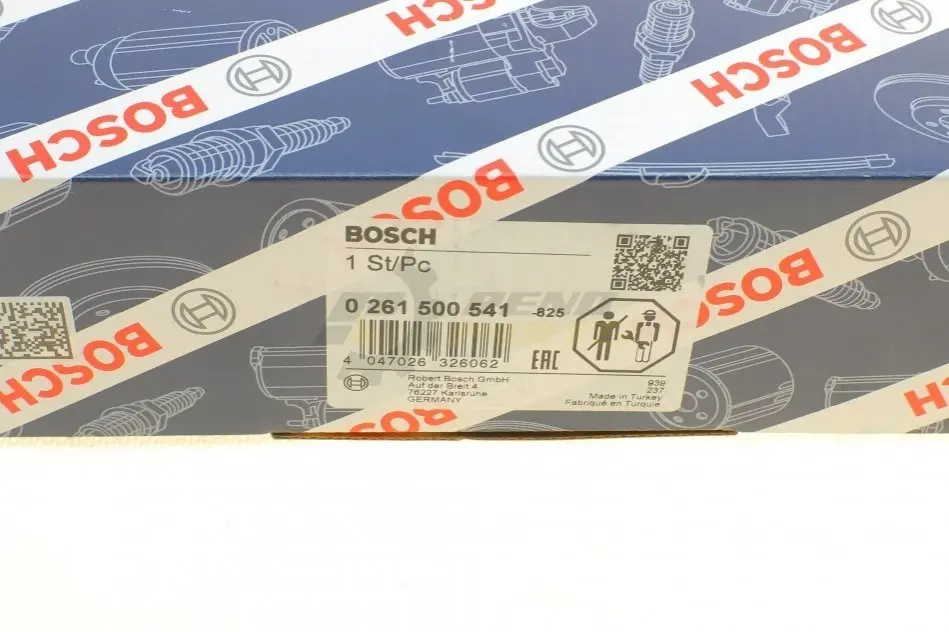 BOSCH
BOSCH
BOSCH
BOSCH
1 St/Pc
0 261 500 541 -825
4 047026 326062
EAC
Robert Bosch GmbH
Auf der Breit 4
76227 Karlsruhe
GERMANY
939
237
Made in Turkey
Fabriqué en Turquie
BOSCH
BOSCH